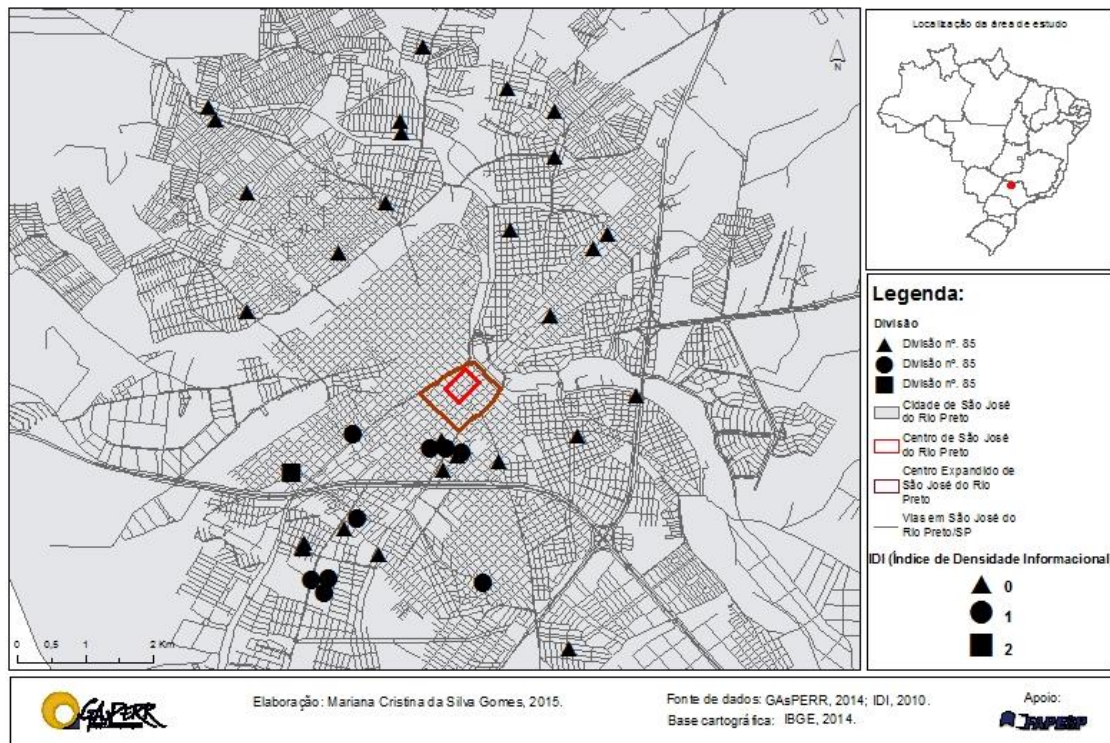 Localização da área de estudo
N
Legenda:
Divisão
Divisão nº. 85
Divisão nº. 85
Divisão nº. 85
Cidade de São José
do Rio Preto
Centro de São José
do Rio Preto
Centro Expandido de
São José do Rio
Preto
Vias em São José do
Rio Preto/SP
IDI (Índice de Densidade Informacional
0
1
2
0 0,5 1 2 Km
GAsPERR
Elaboração: Mariana Cristina da Silva Gomes, 2015.
Fonte de dados: GAsPERR, 2014; IDI, 2010.
Base cartográfica: IBGE, 2014.
Apoio:
FAPESP